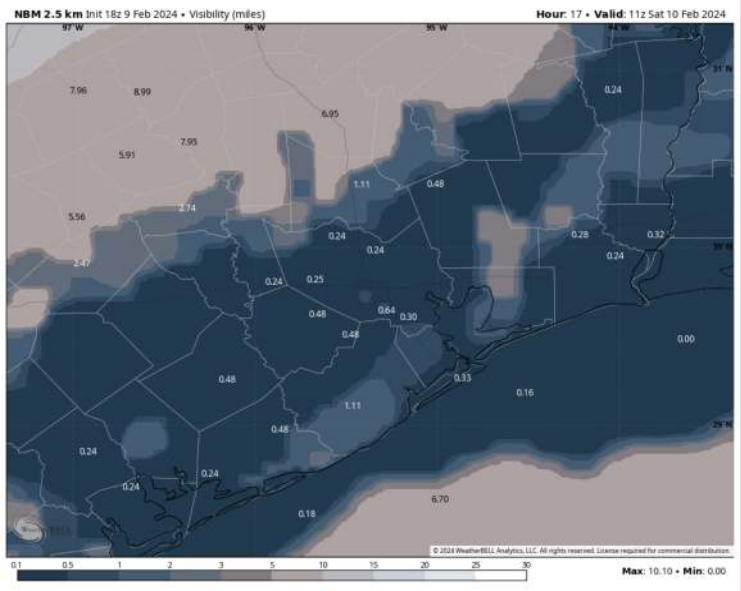 NBM 2.5 km Init 18z 9 Feb 2024 • Visibility (miles)
Hour: 17 • Valid: 11z Sat 10 Feb 2024
97°W 96°W 95°W 94°W
31°N
7.96 8.99 0.24
6.95
7.95
5.91
1.11 0.48
2.74
5.56
0.24 0.28 0.32
0.24 0.24
2.47
0.24 0.25
0.48 0.64 0.30
0.48 0.00
0.48 0.33
0.16
1.11
0.48 29°N
0.24
0.24
0.24
6.70
0.18
WeatherBELL
© 2024 WeatherBELL Analytics, LLC. All rights reserved. License required for commercial distribution.
0.1 0.5 1 2 3 5 10 15 20 25 30
Max: 10.10 • Min: 0.00